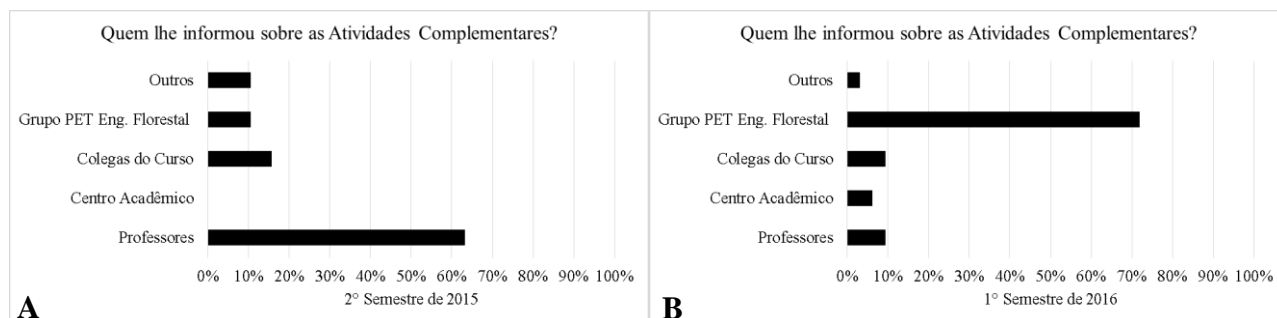 Quem lhe informou sobre as Atividades Complementares?
Outros
Grupo PET Eng. Florestal
Colegas do Curso
Centro Acadêmico
Professores
0% 10% 20% 30% 40% 50% 60% 70% 80% 90% 100%
2° Semestre de 2015
A
Quem lhe informou sobre as Atividades Complementares?
Outros
Grupo PET Eng. Florestal
Colegas do Curso
Centro Acadêmico
Professores
0% 10% 20% 30% 40% 50% 60% 70% 80% 90% 100%
1° Semestre de 2016
B